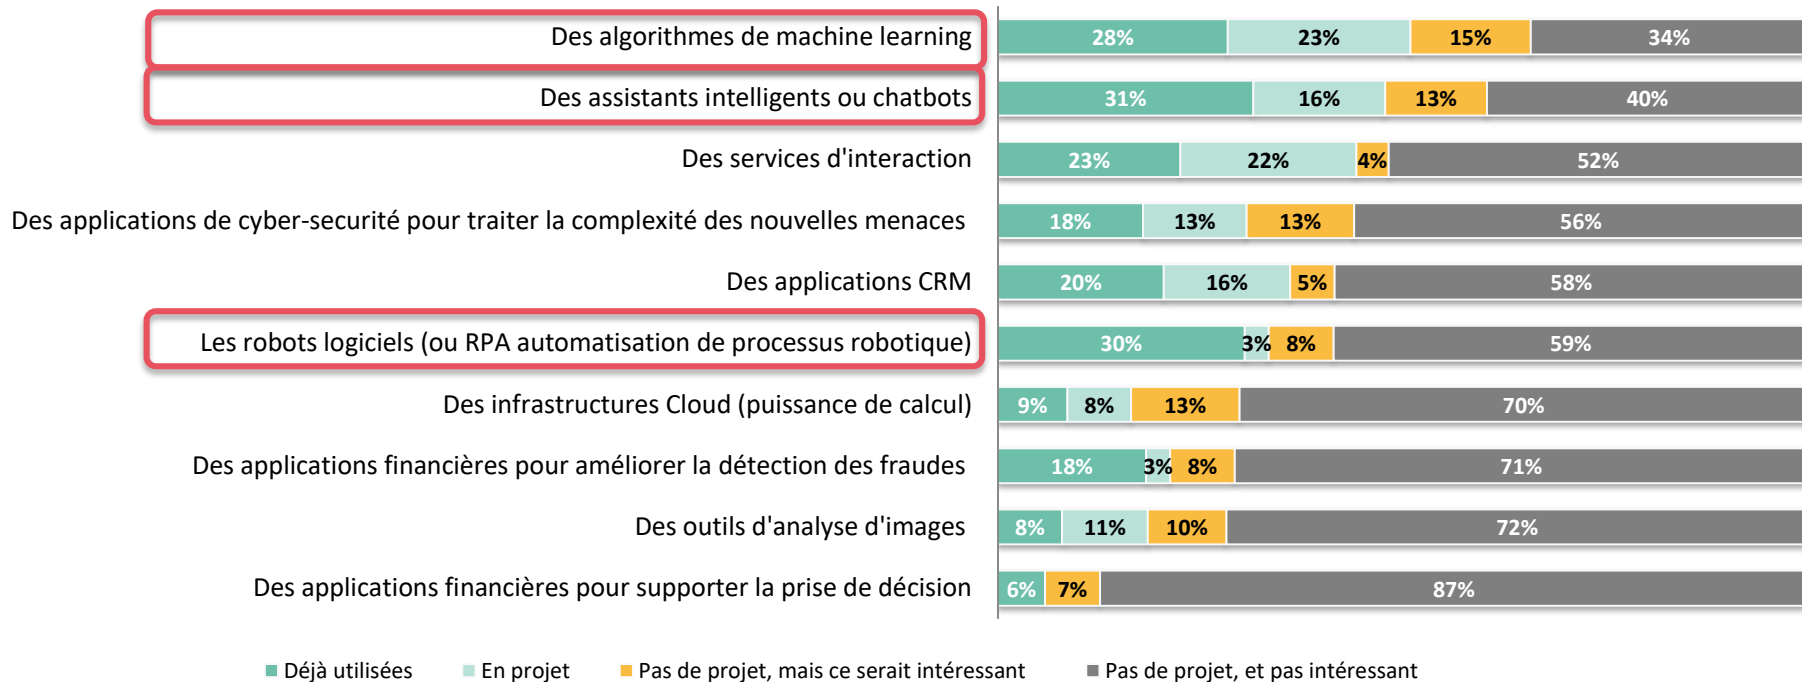 Des algorithmes de machine learning 28% 23% 15% 34%
Des assistants intelligents ou chatbots 31% 16% 13% 40%
Des services d'interaction 23% 22% 4% 52%
Des applications de cyber-securité pour traiter la complexité des nouvelles menaces 18% 13% 13% 56%
Des applications CRM 20% 16% 5% 58%
Les robots logiciels (ou RPA automatisation de processus robotique) 30% 3% 8% 59%
Des infrastructures Cloud (puissance de calcul) 9% 8% 13% 70%
Des applications financières pour améliorer la détection des fraudes 18% 3% 8% 71%
Des outils d'analyse d'images 8% 11% 10% 72%
Des applications financières pour supporter la prise de décision 6% 7% 87%
Déjà utilisées En projet Pas de projet, mais ce serait intéressant Pas de projet, et pas intéressant